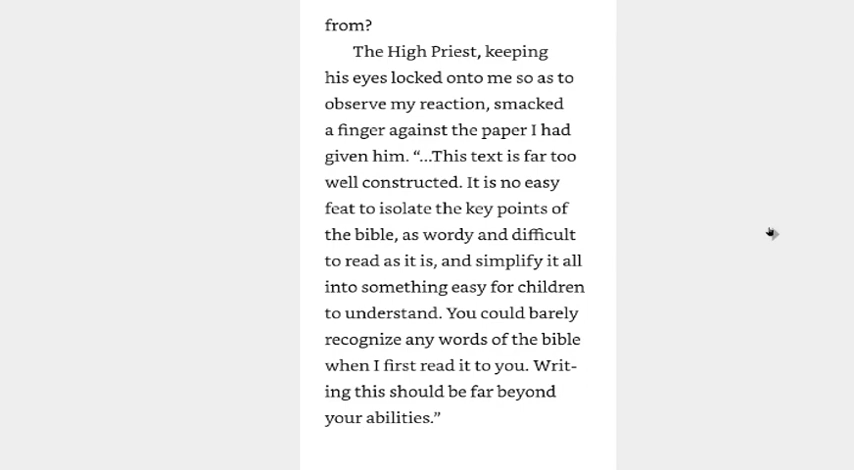 from?
The High Priest, keeping
his eyes locked onto me so as to
observe my reaction, smacked
a finger against the paper I had
given him. “...This text is far too
well constructed. It is no easy
feat to isolate the key points of
the bible, as wordy and difficult
to read as it is, and simplify it all
into something easy for children
to understand. You could barely
recognize any words of the bible
when I first read it to you. Writ-
ing this should be far beyond
your abilities.”